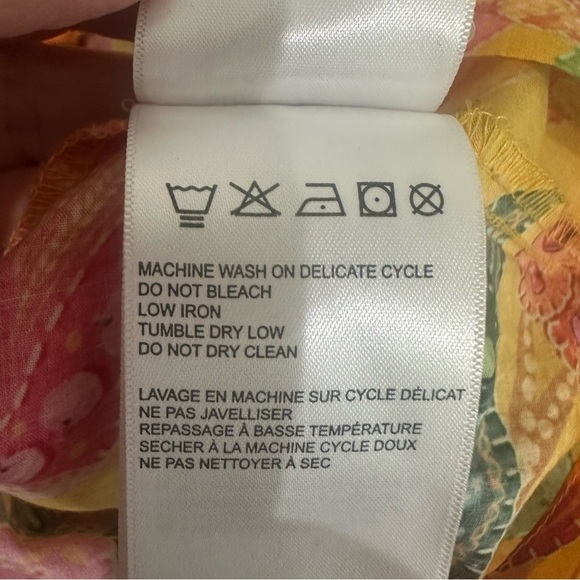 MACHINE WASH ON DELICATE CYCLE
DO NOT BLEACH
LOW IRON
TUMBLE DRY LOW
DO NOT DRY CLEAN
LAVAGE EN MACHINE SUR CYCLE DÉLICAT
NE PAS JAVELLISER
REPASSAGE À BASSE TEMPÉRATURE
SECHER À LA MACHINE CYCLE DOUX
NE PAS NETTOYER À SEC